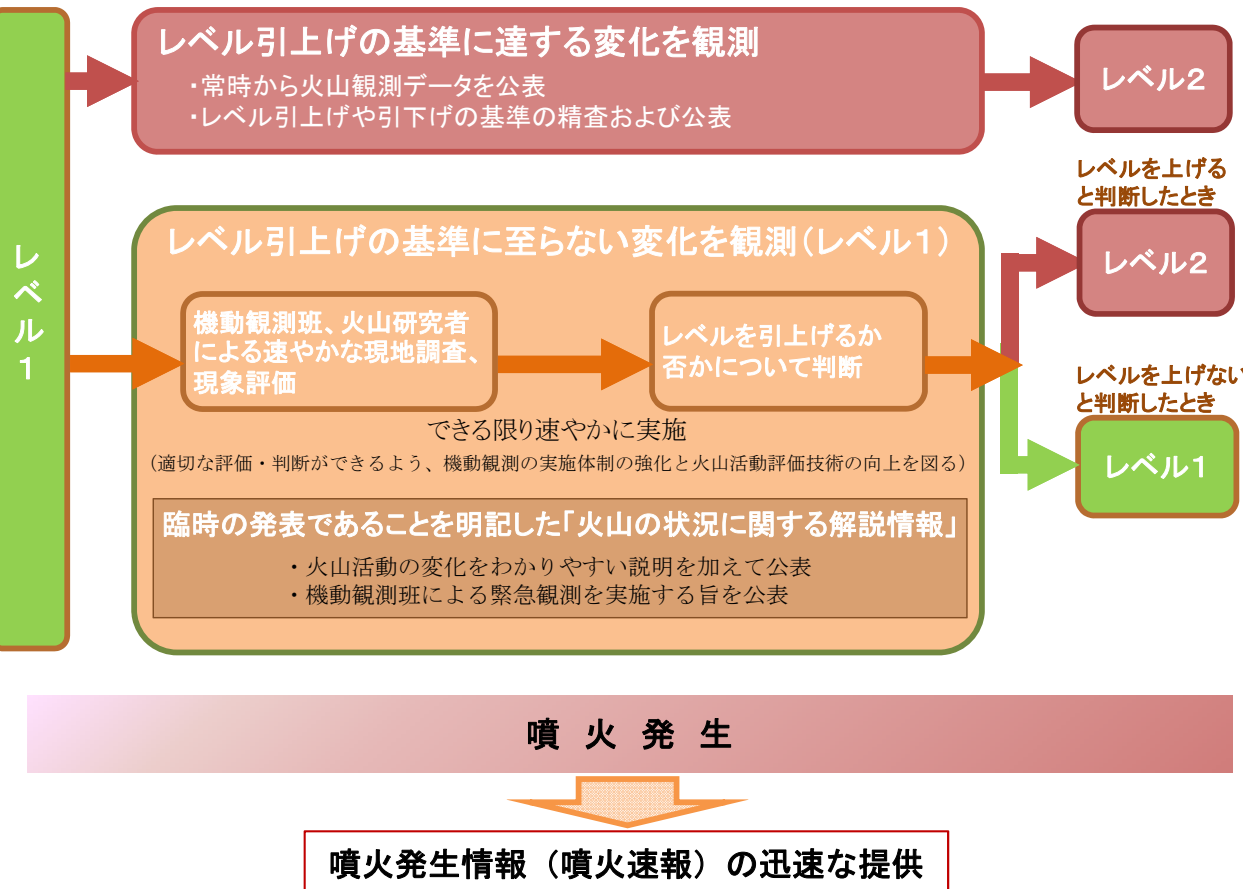 レベル1
レベル引上げの基準に達する変化を観測
・常時から火山観測データを公表
・レベル引上げや引下げの基準の精査および公表
レベル2
レベル引上げの基準に至らない変化を観測(レベル1)
機動観測班、火山研究者
による速やかな現地調査、
現象評価
レベルを引上げるか
否かについて判断
できる限り速やかに実施
(適切な評価・判断ができるよう、機動観測の実施体制の強化と火山活動評価技術の向上を図る)
臨時の発表であることを明記した「火山の状況に関する解説情報」
・火山活動の変化をわかりやすい説明を加えて公表
・機動観測班による緊急観測を実施する旨を公表
レベルを上げる
と判断したとき
レベル2
レベルを上げない
と判断したとき
レベル1
噴 火 発 生
噴火発生情報(噴火速報)の迅速な提供